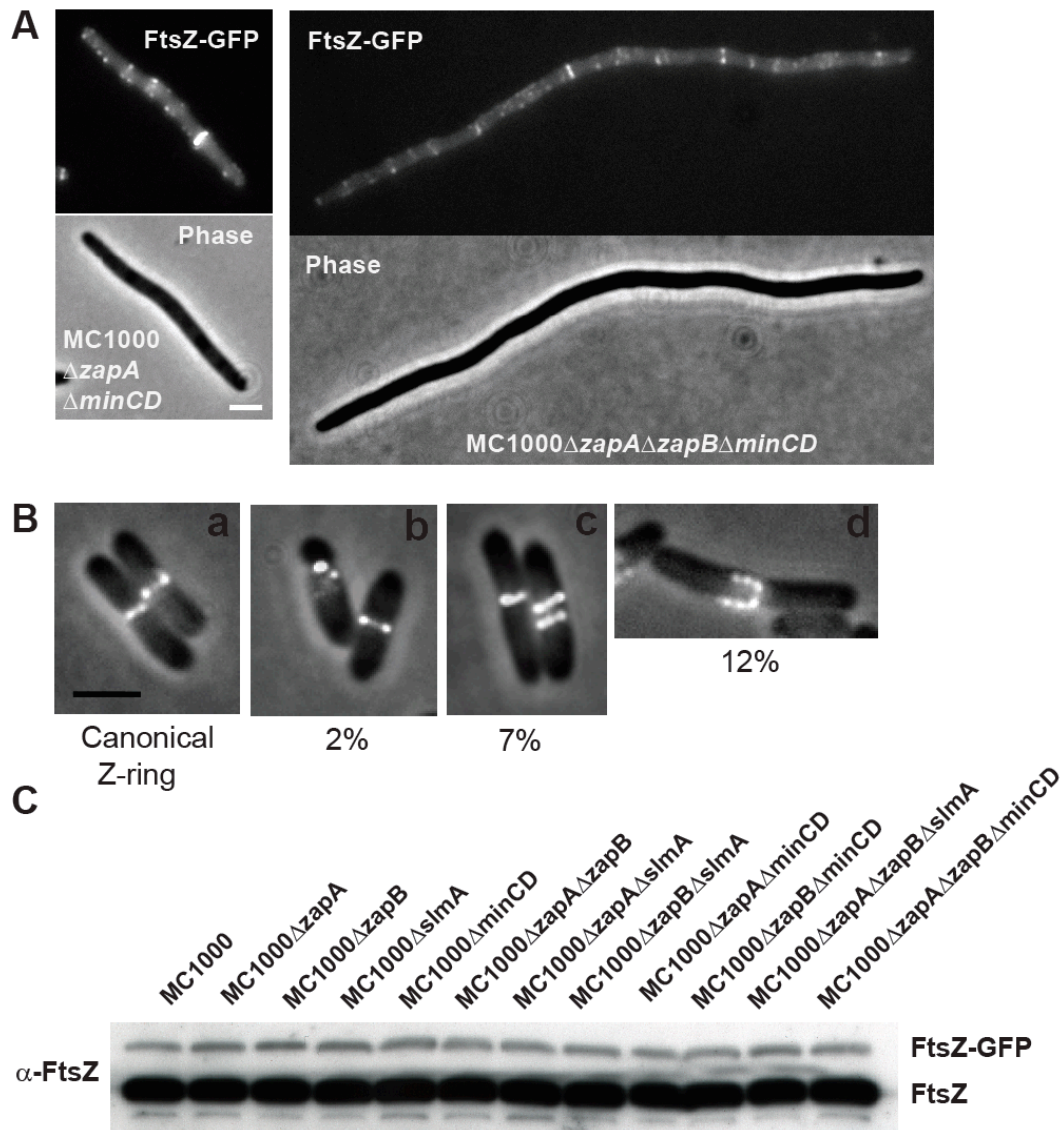 A
FtsZ-GFP
FtsZ-GFP
Phase
MC1000
ΔzapA
ΔminCD
Phase
MC1000ΔzapAΔzapBΔminCD
B
a
b
c
d
Canonical
Z-ring
2%
7%
12%
C
MC1000
MC1000ΔzapA
MC1000ΔzapB
MC1000ΔslmA
MC1000ΔminCD
MC1000ΔzapAΔzapB
MC1000ΔzapAΔslmA
MC1000ΔzapBΔslmA
MC1000ΔzapAΔminCD
MC1000ΔzapBΔminCD
MC1000ΔzapAΔzapBΔslmA
MC1000ΔzapAΔzapBΔminCD
α-FtsZ
FtsZ-GFP
FtsZ